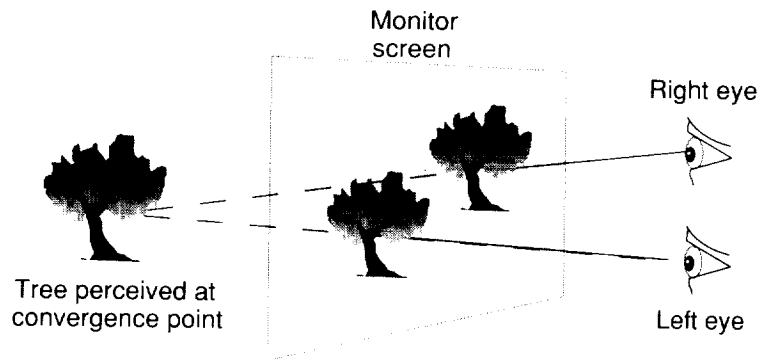 Monitor
screen
Right eye
Tree perceived at
convergence point
Left eye